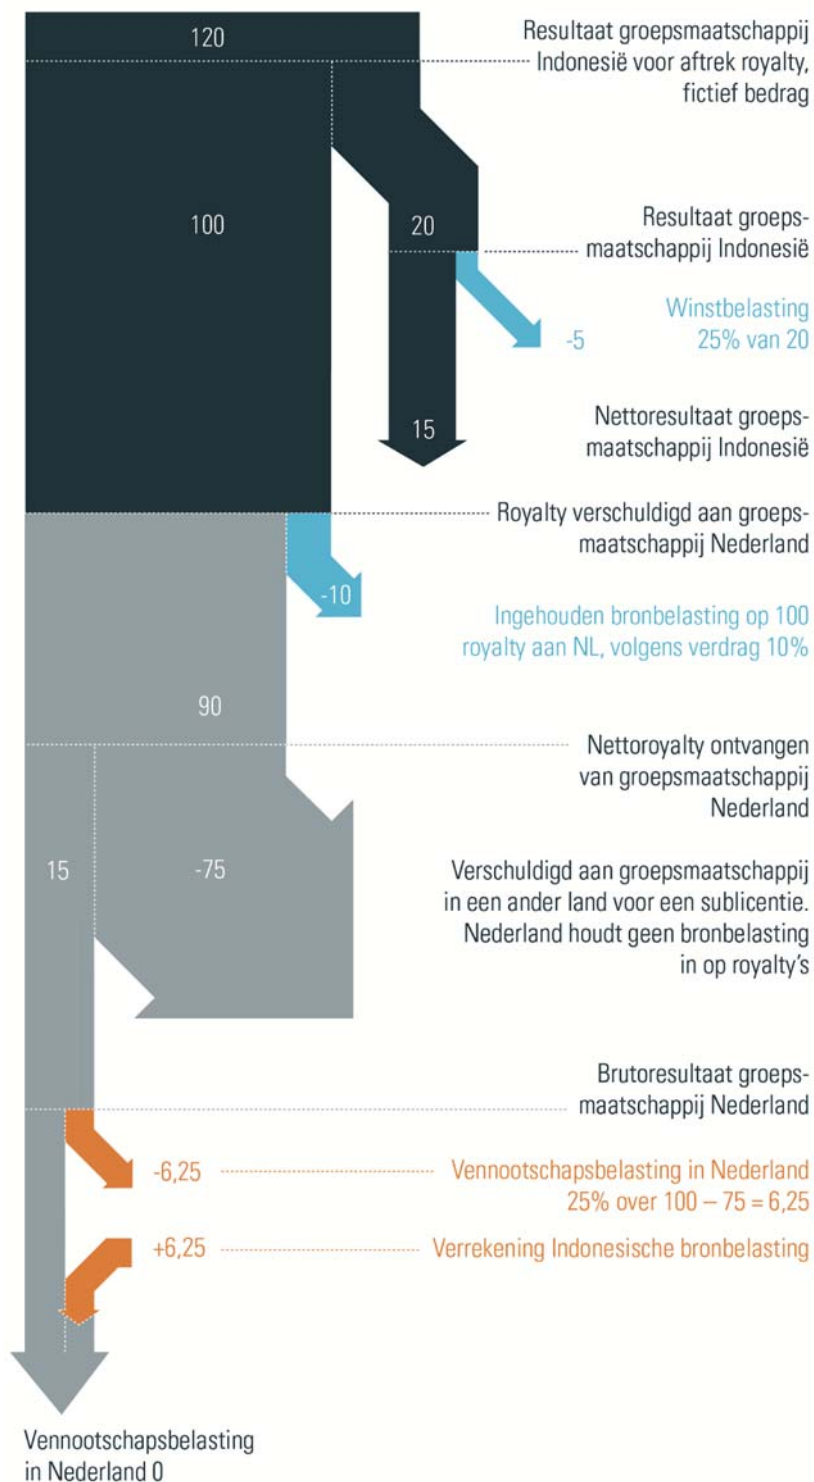 120
Resultaat groepsmaatschappij
Indonesië voor aftrek royalty,
fictief bedrag
100
20
Resultaat groeps-
maatschappij Indonesië
Winstbelasting
-5
25% van 20
15
Nettoresultaat groeps-
maatschappij Indonesië
Royalty verschuldigd aan groeps-
maatschappij Nederland
-10
Ingehouden bronbelasting op 100
royalty aan NL, volgens verdrag 10%
90
Nettoroyalty ontvangen
van groepsmaatschappij
Nederland
15
-75
Verschuldigd aan groepsmaatschappij
in een ander land voor een sublicentie.
Nederland houdt geen bronbelasting
in op royalty’s
Brutoresultaat groeps-
maatschappij Nederland
-6,25
Vennootschapsbelasting in Nederland
25% over 100 – 75 = 6,25
+6,25
Verrekening Indonesische bronbelasting
Vennootschapsbelasting
in Nederland 0